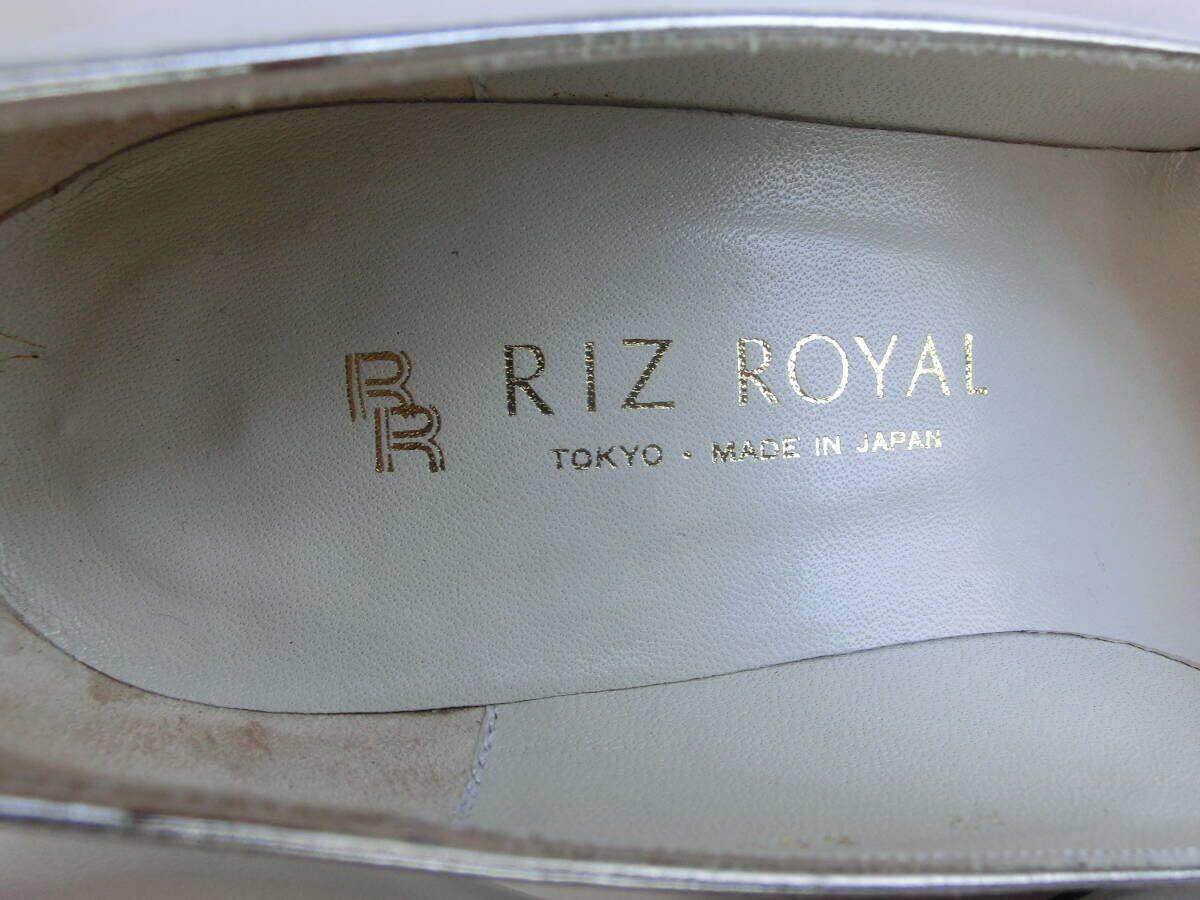 RR RIZ ROYAL
TOKYO • MADE IN JAPAN